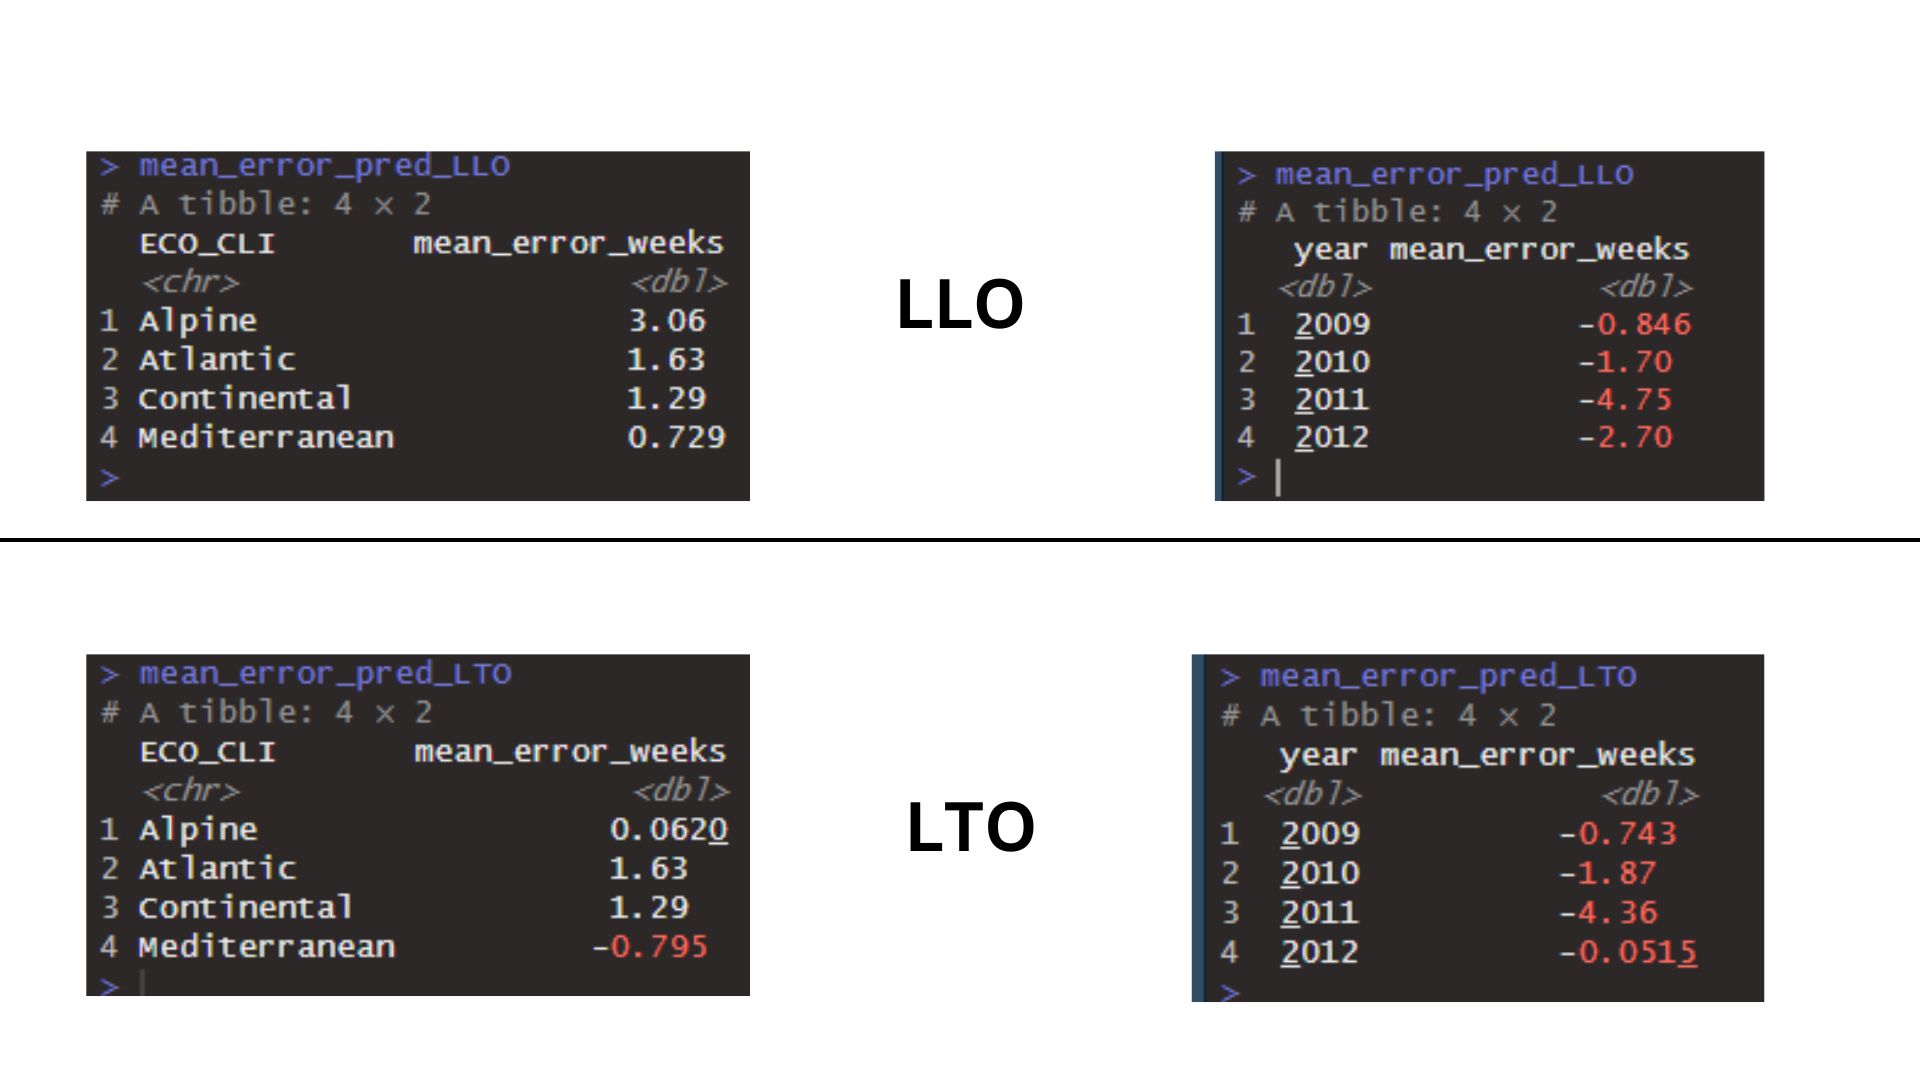 > mean_error_pred_LLO
# A tibble: 4 × 2
ECO_CLI mean_error_weeks
<chr> <dbl>
1 Alpine 3.06
2 Atlantic 1.63
3 Continental 1.29
4 Mediterranean 0.729
>
LLO
> mean_error_pred_LLO
# A tibble: 4 × 2
year mean_error_weeks
<dbl> <dbl>
1 2009 -0.846
2 2010 -1.70
3 2011 -4.75
4 2012 -2.70
>
> mean_error_pred_LTO
# A tibble: 4 × 2
ECO_CLI mean_error_weeks
<chr> <dbl>
1 Alpine 0.0620
2 Atlantic 1.63
3 Continental 1.29
4 Mediterranean -0.795
>
LTO
> mean_error_pred_LTO
# A tibble: 4 × 2
year mean_error_weeks
<dbl> <dbl>
1 2009 -0.743
2 2010 -1.87
3 2011 -4.36
4 2012 -0.0515
>